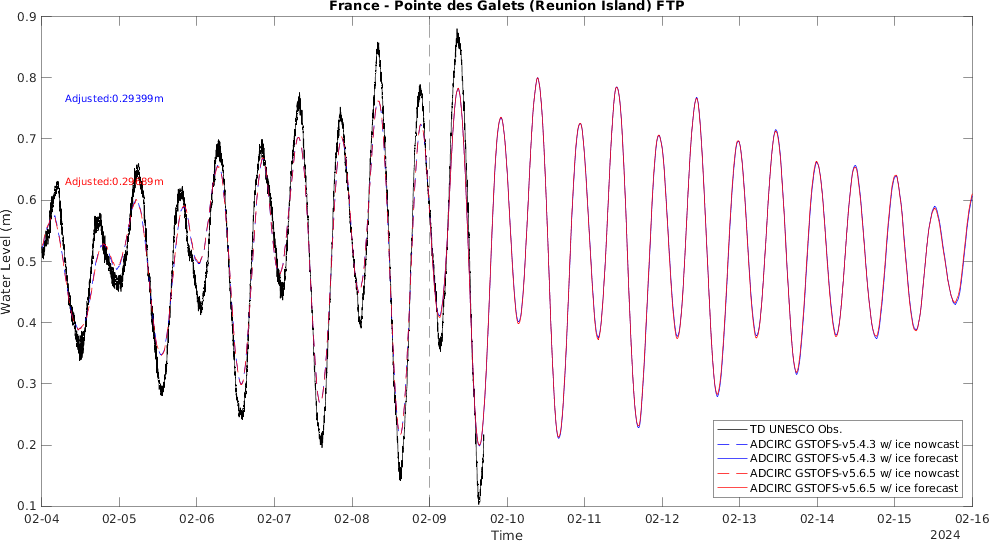 France - Pointe des Galets (Reunion Island) FTP
0.9
0.8
0.7
0.6
0.5
0.4
0.3
0.2
0.1
Water Level (m)
Adjusted:0.29399m
TD UNESCO Obs.
ADCIRC GSTOFS-v5.4.3 w/ ice nowcast
ADCIRC GSTOFS-v5.4.3 w/ ice forecast
ADCIRC GSTOFS-v5.6.5 w/ ice nowcast
ADCIRC GSTOFS-v5.6.5 w/ ice forecast
02-04 02-05 02-06 02-07 02-08 02-09 02-10 02-11 02-12 02-13 02-14 02-15 02-16
Time
2024